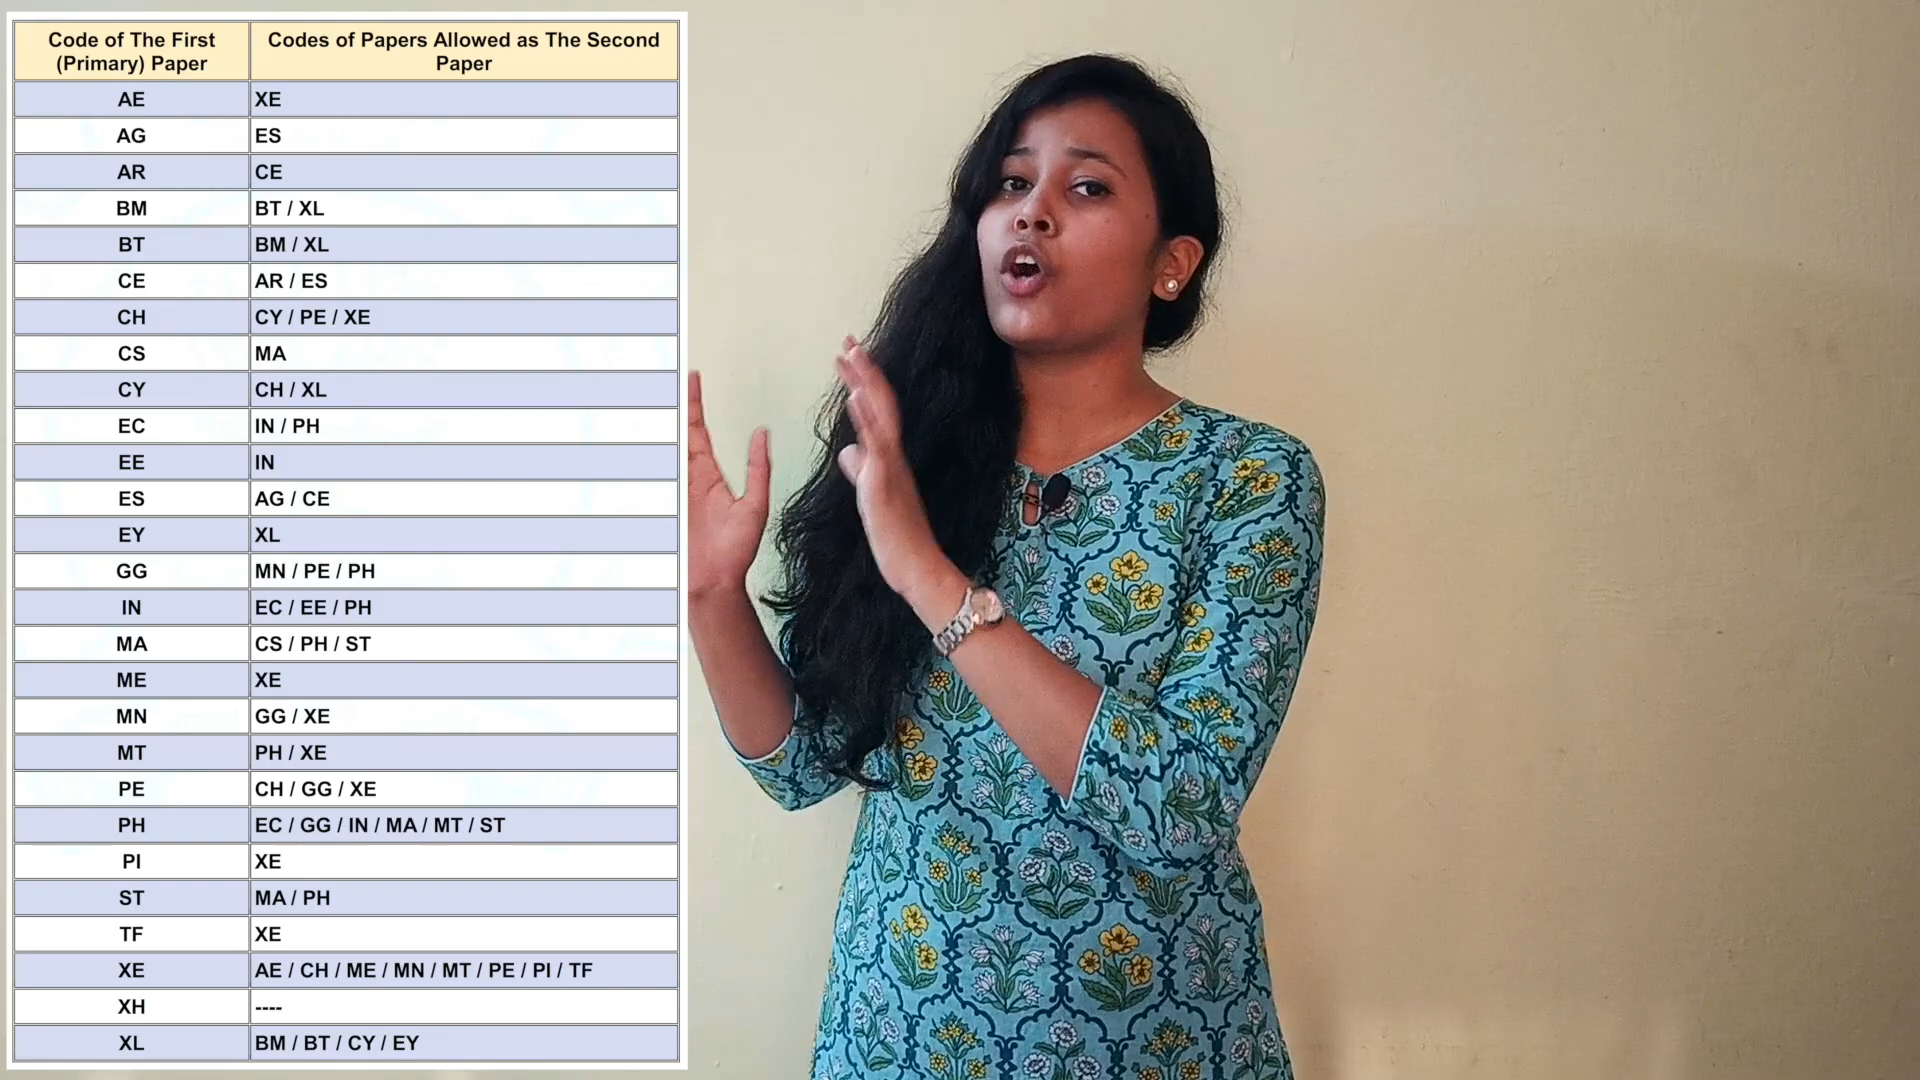 Code of The First
(Primary) Paper
Codes of Papers Allowed as The Second
Paper
AE XE
AG ES
AR CE
BM BT / XL
BT BM / XL
CE AR / ES
CH CY / PE / XE
CS MA
CY CH / XL
EC IN / PH
EE IN
ES AG / CE
EY XL
GG MN / PE / PH
IN EC / EE / PH
MA CS / PH / ST
ME XE
MN GG / XE
MT PH / XE
PE CH / GG / XE
PH EC / GG / IN / MA / MT / ST
PI XE
ST MA / PH
TF XE
XE AE / CH / ME / MN / MT / PE / PI / TF
XH ----
XL BM / BT / CY / EY